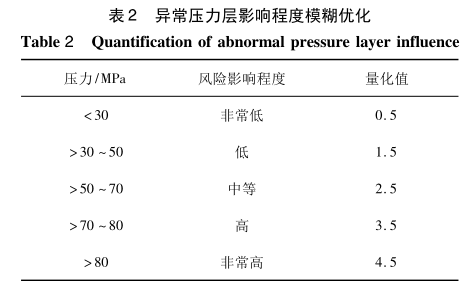 表2 异常压力层影响程度模糊优化
Table 2 Quantification of abnormal pressure layer influence
压力/MPa 风险影响程度 量化值
<30 非常低 0.5
>30~50 低 1.5
>50~70 中等 2.5
>70~80 高 3.5
>80 非常高 4.5